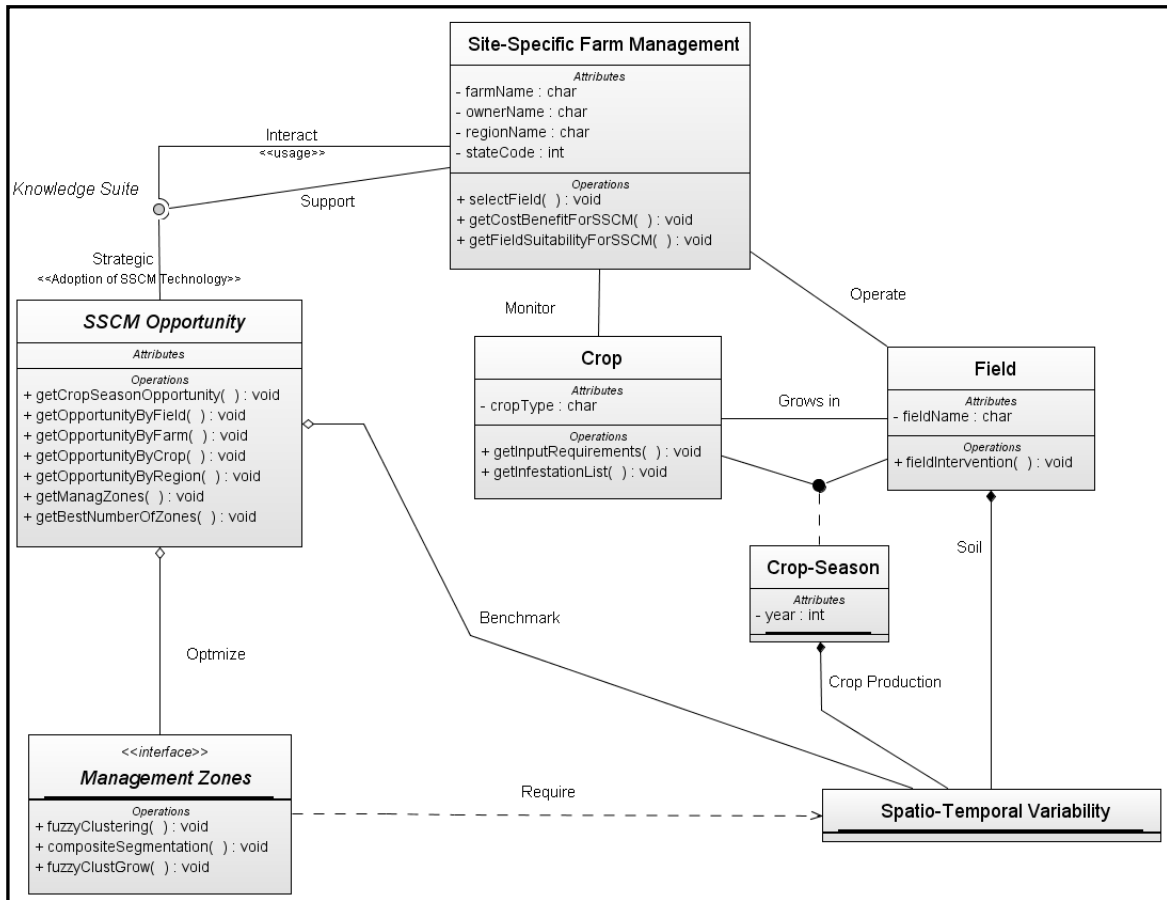 Site-Specific Farm Management
Attributes
- farmName : char
- ownerName : char
- regionName : char
- stateCode : int
Operations
+ selectField(  ) : void
+ getCostBenefitForSSCM(  ) : void
+ getFieldSuitabilityForSSCM(  ) : void
Interact
<<usage>>
Knowledge Suite
Support
Strategic
<<Adoption of SSCM Technology>>
SSCM Opportunity
Attributes
Operations
+ getCropSeasonOpportunity(  ) : void
+ getOpportunityByField(  ) : void
+ getOpportunityByFarm(  ) : void
+ getOpportunityByCrop(  ) : void
+ getOpportunityByRegion(  ) : void
+ getManagZones(  ) : void
+ getBestNumberOfZones(  ) : void
Monitor
Operate
Crop
Attributes
- cropType : char
Operations
+ getInputRequirements(  ) : void
+ getInfestationList(  ) : void
Grows in
Field
Attributes
- fieldName : char
Operations
+ fieldIntervention(  ) : void
Soil
Crop-Season
Attributes
- year : int
Benchmark
Optmize
Crop Production
<<interface>>
Management Zones
Operations
+ fuzzyClustering(  ) : void
+ compositeSegmentation(  ) : void
+ fuzzyClustGrow(  ) : void
Require
Spatio-Temporal Variability